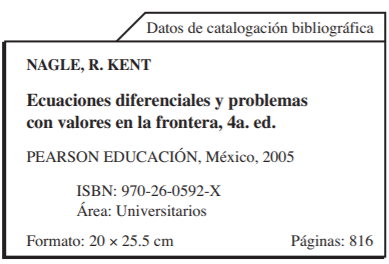 Datos de catalogación bibliográfica
NAGLE, R. KENT
Ecuaciones diferenciales y problemas
con valores en la frontera, 4a. ed.
PEARSON EDUCACIÓN, México, 2005
ISBN: 970-26-0592-X
Área: Universitarios
Formato: 20 × 25.5 cm Páginas: 816